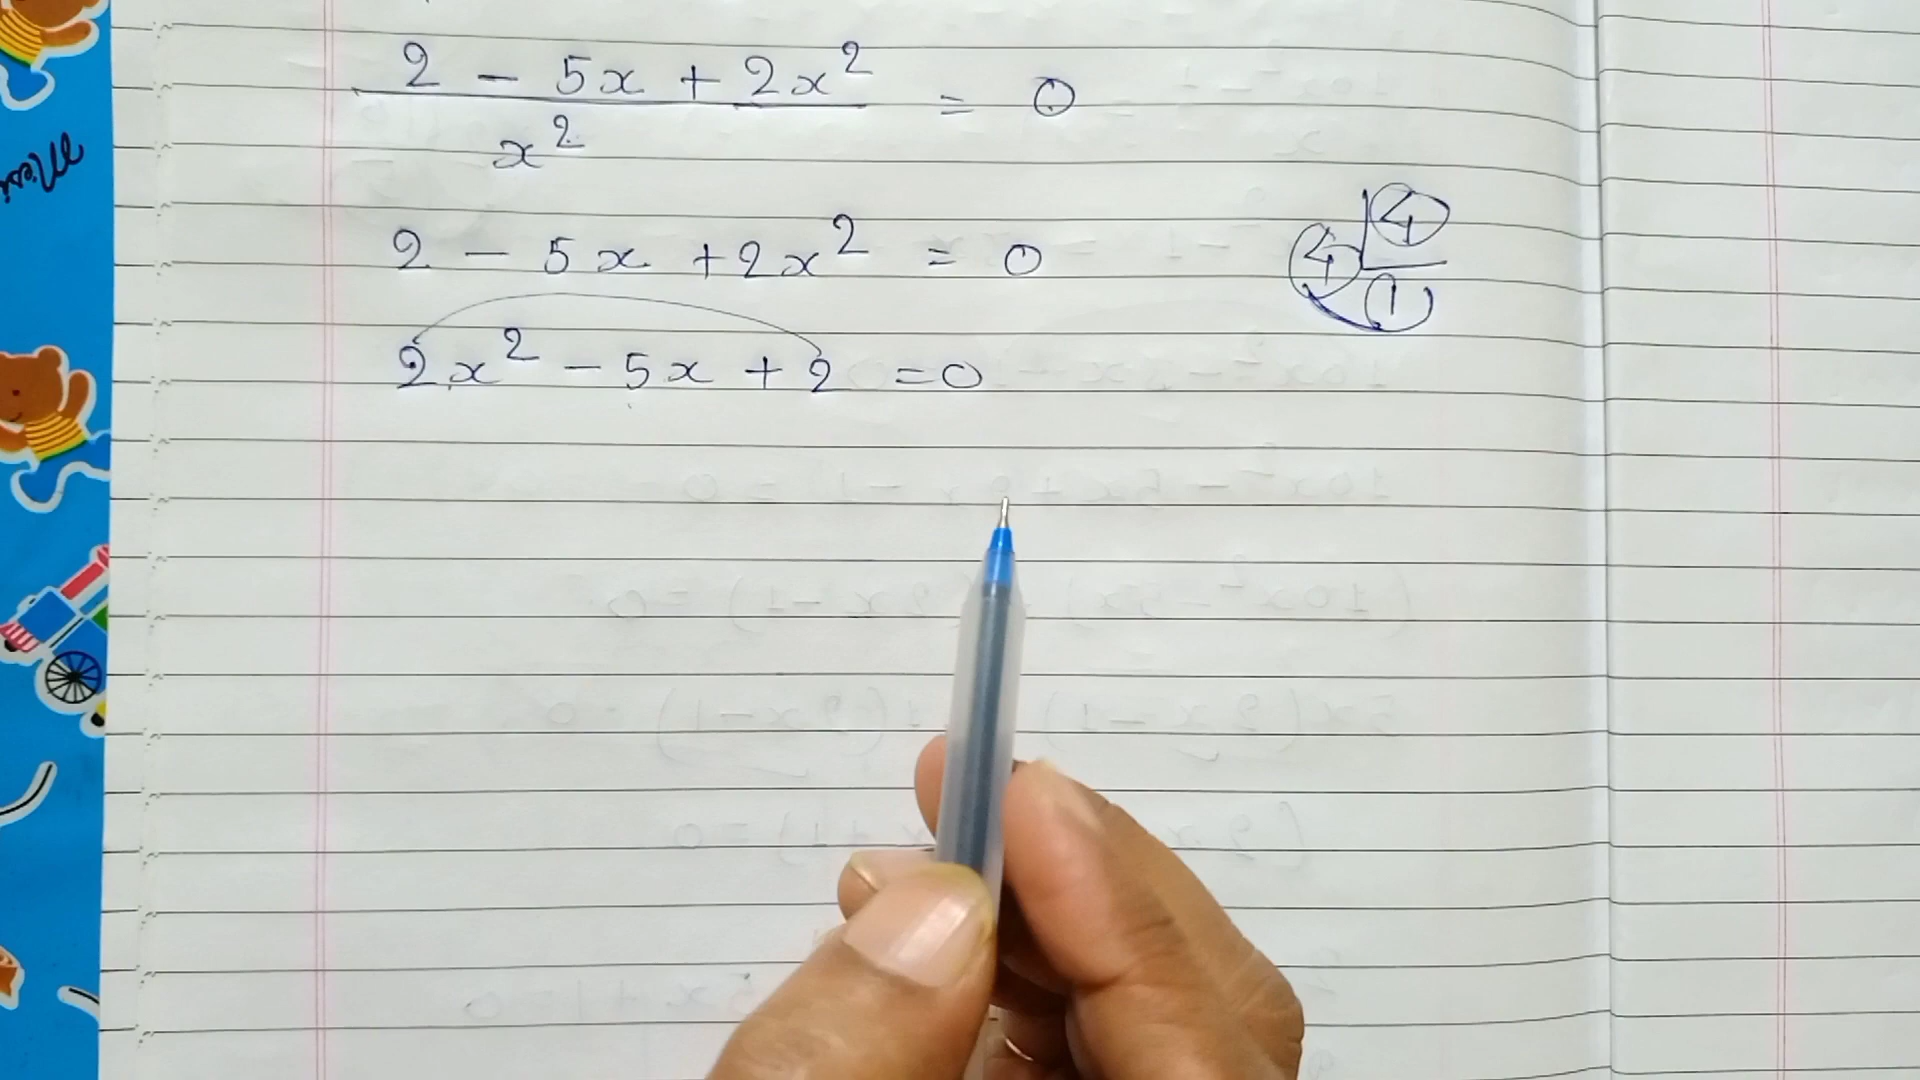 2 - 5x + 2x²
x²
= 0
2 - 5x + 2x² = 0
4 4
1
2x² - 5x + 2 = 0